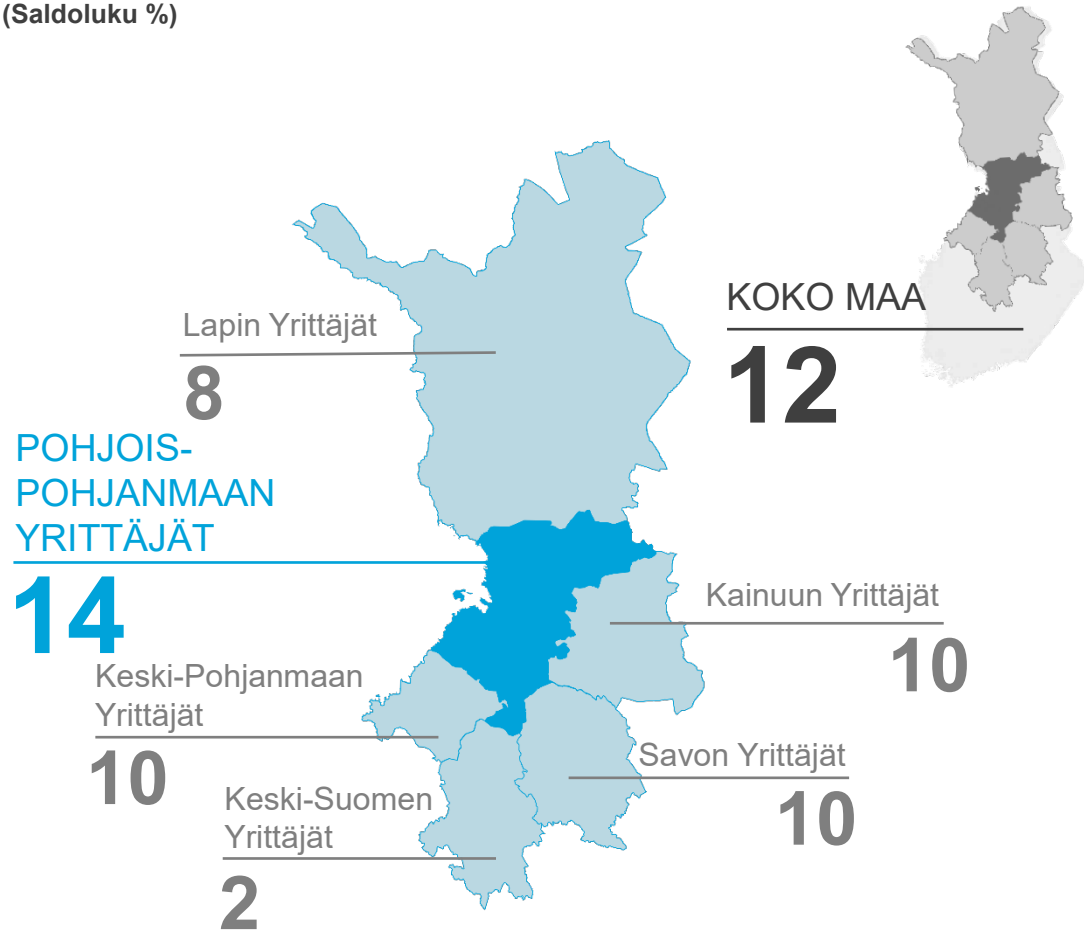 (Saldoluku %)
KOKO MAA
12
Lapin Yrittäjät
8
POHJOIS-
POHJANMAAN
YRITTÄJÄT
14
Kainuun Yrittäjät
10
Keski-Pohjanmaan
Yrittäjät
10
Savon Yrittäjät
10
Keski-Suomen
Yrittäjät
2